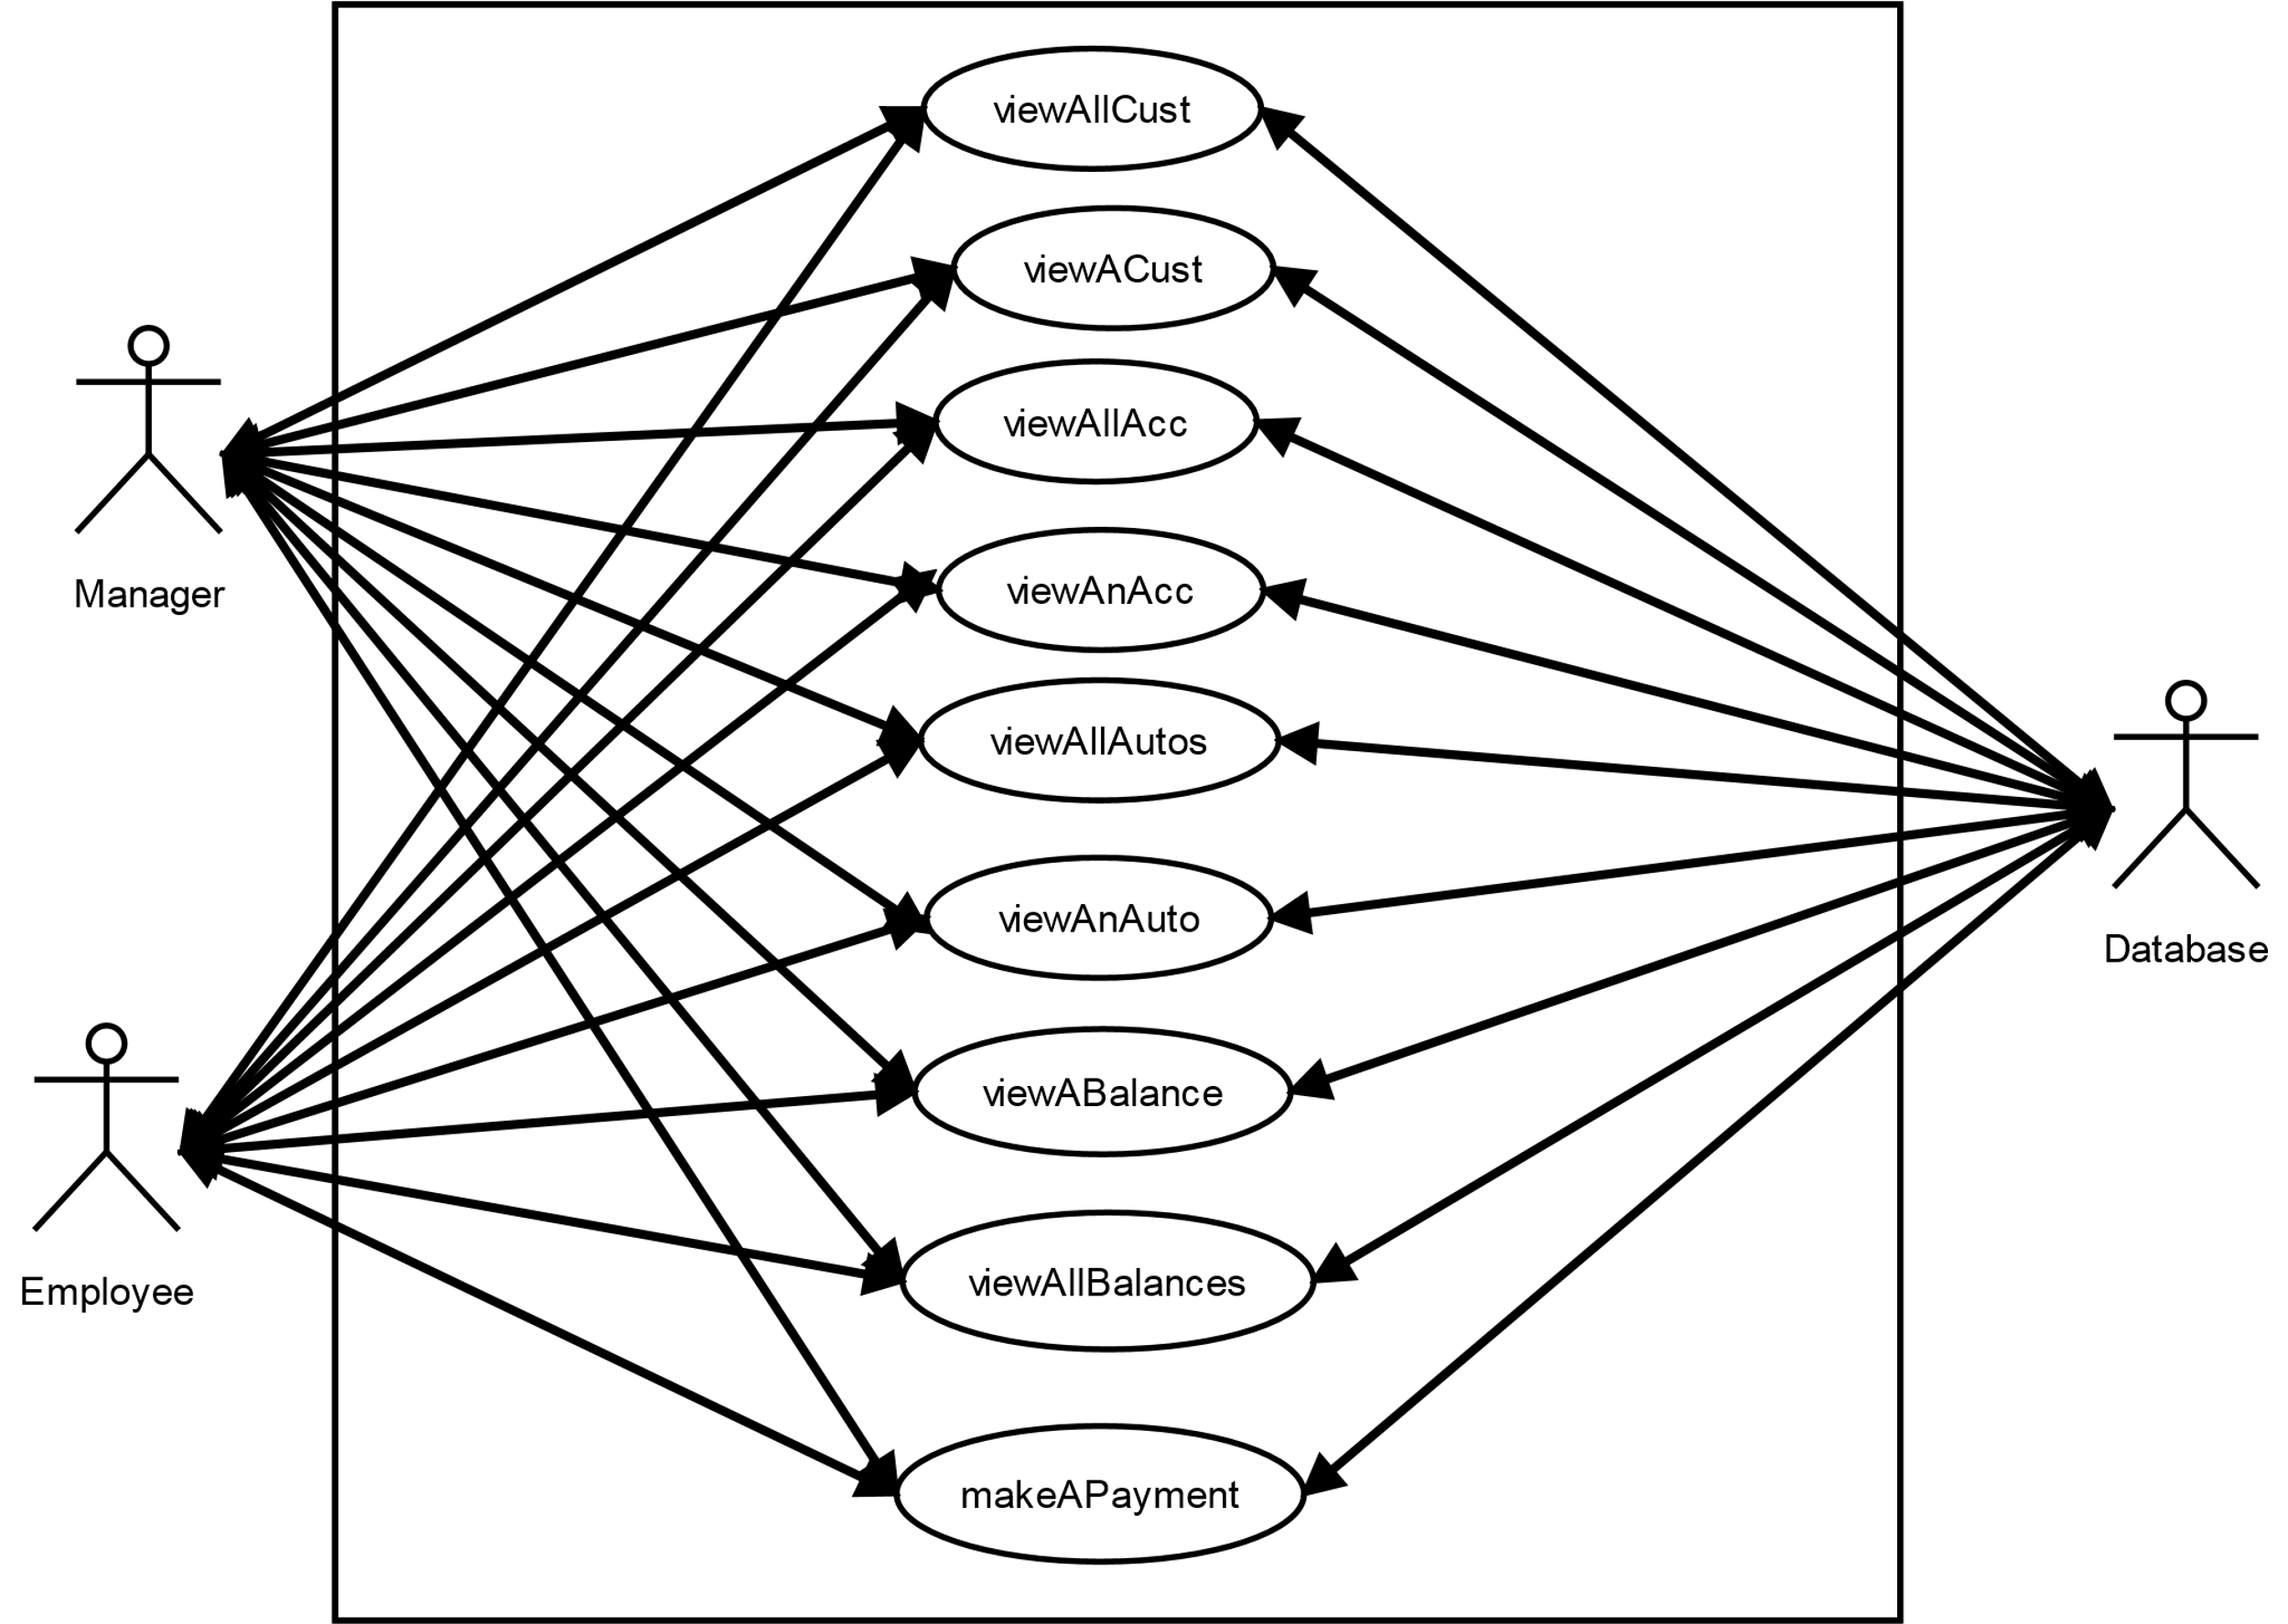 viewAllCust
viewACust
viewAllAcc
Manager
viewAnAcc
viewAllAutos
viewAnAuto
Database
viewABalance
Employee
viewAllBalances
makeAPayment